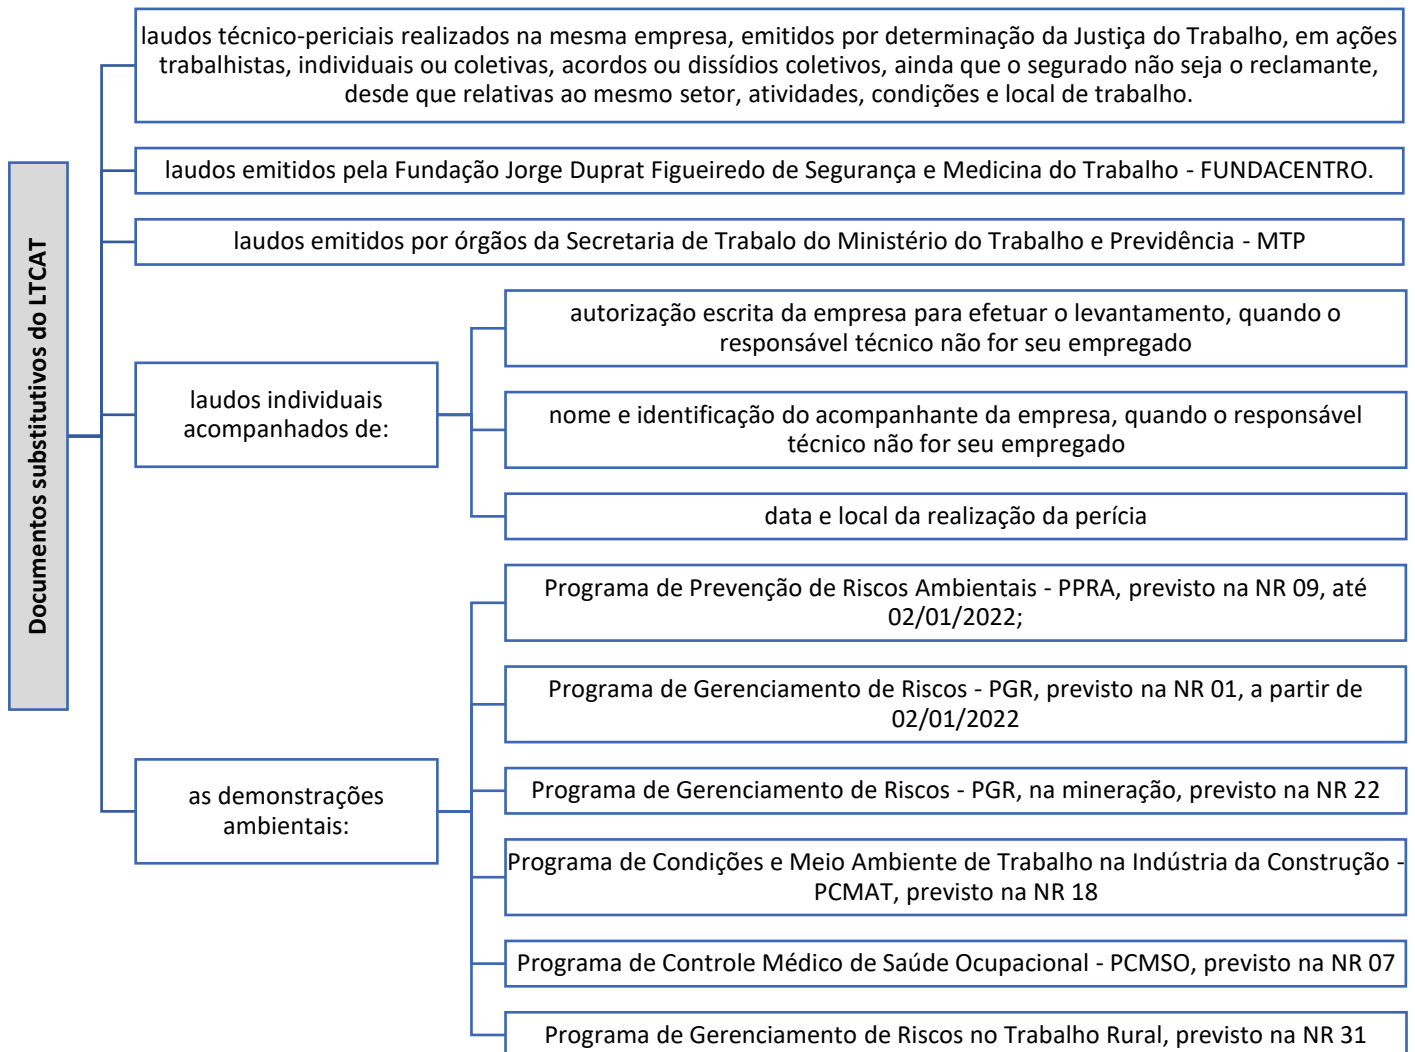 laudos técnico-periciais realizados na mesma empresa, emitidos por determinação da Justiça do Trabalho, em ações
trabalhistas, individuais ou coletivas, acordos ou dissídios coletivos, ainda que o segurado não seja o reclamante,
desde que relativas ao mesmo setor, atividades, condições e local de trabalho.
laudos emitidos pela Fundação Jorge Duprat Figueiredo de Segurança e Medicina do Trabalho - FUNDACENTRO.
laudos emitidos por órgãos da Secretaria de Trabalo do Ministério do Trabalho e Previdência - MTP
Documentos substitutivos do LTCAT
laudos individuais
acompanhados de:
autorização escrita da empresa para efetuar o levantamento, quando o
responsável técnico não for seu empregado
nome e identificação do acompanhante da empresa, quando o responsável
técnico não for seu empregado
data e local da realização da perícia
as demonstrações
ambientais:
Programa de Prevenção de Riscos Ambientais - PPRA, previsto na NR 09, até
02/01/2022;
Programa de Gerenciamento de Riscos - PGR, previsto na NR 01, a partir de
02/01/2022
Programa de Gerenciamento de Riscos - PGR, na mineração, previsto na NR 22
Programa de Condições e Meio Ambiente de Trabalho na Indústria da Construção -
PCMAT, previsto na NR 18
Programa de Controle Médico de Saúde Ocupacional - PCMSO, previsto na NR 07
Programa de Gerenciamento de Riscos no Trabalho Rural, previsto na NR 31